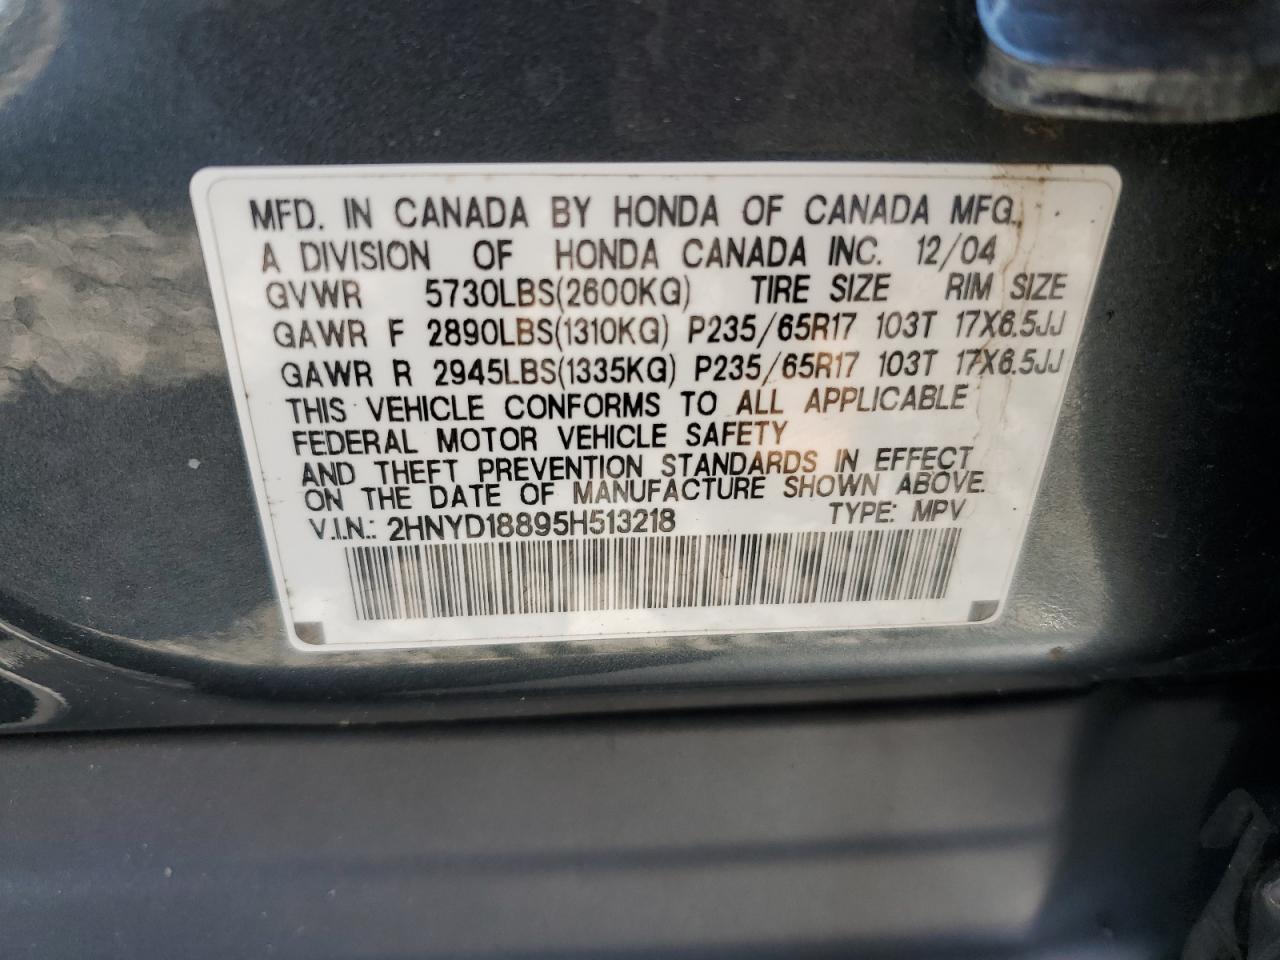 MFD. IN CANADA BY HONDA OF CANADA MFG.,
A DIVISION OF HONDA CANADA INC. 12/04
GVWR 5730LBS(2600KG) TIRE SIZE RIM SIZE
GAWR F 2890LBS(1310KG) P235/65R17 103T 17X6.5JJ
GAWR R 2945LBS(1335KG) P235/65R17 103T 17X6.5JJ
THIS VEHICLE CONFORMS TO ALL APPLICABLE
FEDERAL MOTOR VEHICLE SAFETY
AND THEFT PREVENTION STANDARDS IN EFFECT
ON THE DATE OF MANUFACTURE SHOWN ABOVE.
V.I.N.: 2HNYD18895H513218 TYPE: MPV